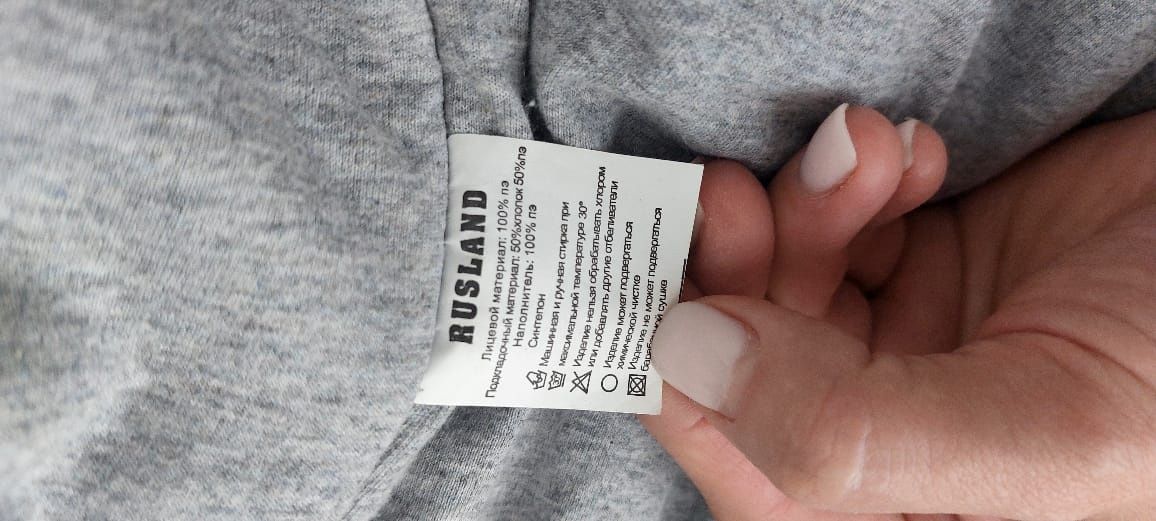 RUSLAND
Лицевой материал: 100% пэ
Подкладочный материал: 50%хлопок 50%пэ
Наполнитель: 100% пэ
Синтепон
Машинная и ручная стирка при
максимальной температуре 30°
Изделие нельзя обрабатывать хлором
или добавлять другие отбеливатели
Изделие может подвергаться
химической чистке
Изделие не может подвергаться
барабанной сушке